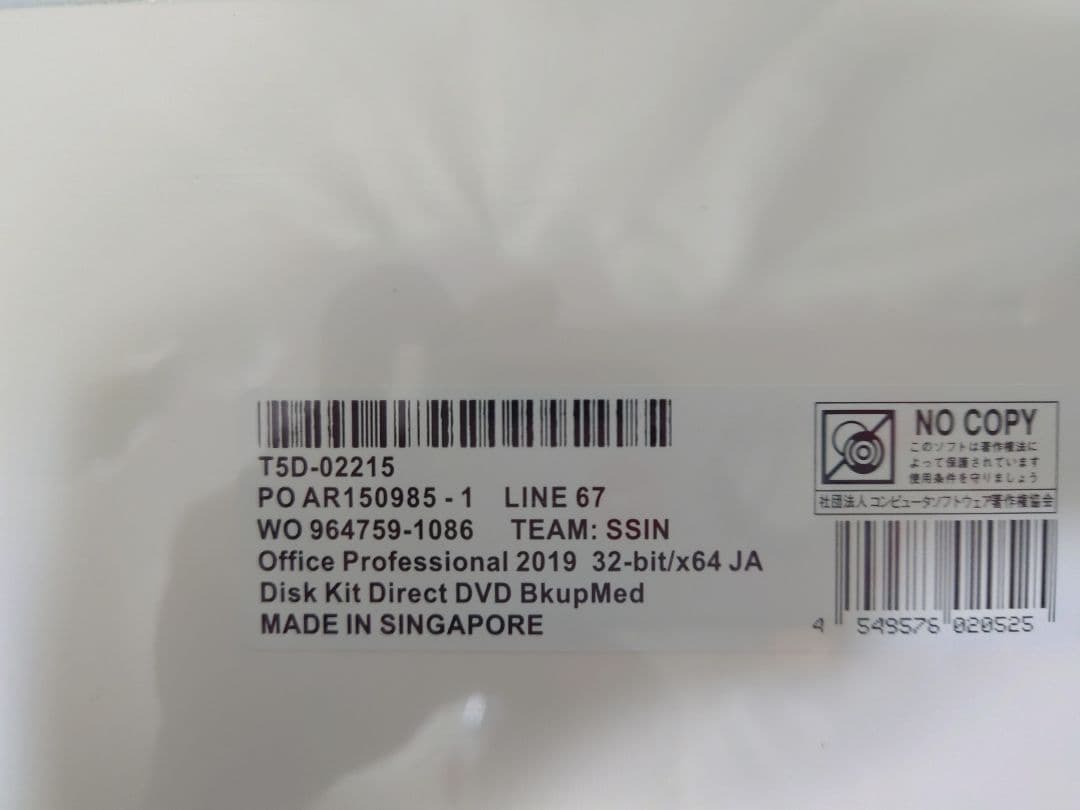 T5D-02215
PO AR150985 - 1 LINE 67
WO 964759-1086 TEAM: SSIN
Office Professional 2019 32-bit/x64 JA
Disk Kit Direct DVD BkupMed
MADE IN SINGAPORE
NO COPY
このソフトは著作権法に
よって保護されています
使用条件を守りましょう
社団法人コンピュータソフトウェア著作権協会
4 549576 020525